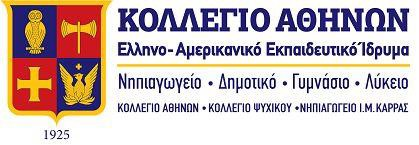 ΚΟΛΛΕΓΙΟ ΑΘΗΝΩΝ
Ελληνο-Αμερικανικό Εκπαιδευτικό Ίδρυμα
Νηπιαγωγείο • Δημοτικό • Γυμνάσιο • Λύκειο
ΚΟΛΛΕΓΙΟ ΑΘΗΝΩΝ • ΚΟΛΛΕΓΙΟ ΨΥΧΙΚΟΥ • ΝΗΠΙΑΓΩΓΕΙΟ Ι.Μ. ΚΑΡΡΑΣ
1925